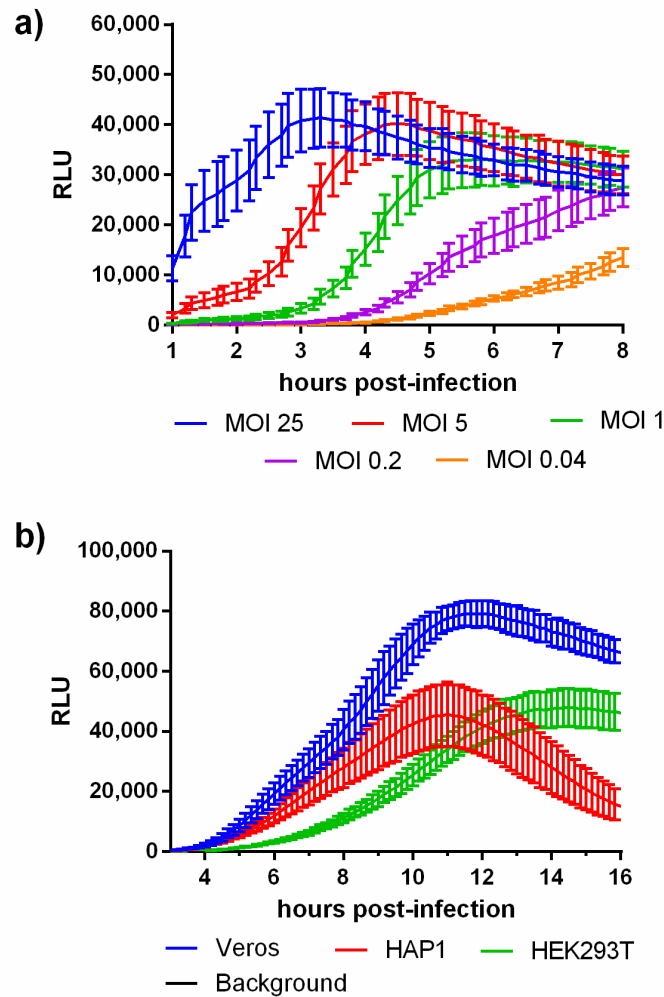 a)
60,000
50,000
40,000
30,000
20,000
10,000
0
RLU
1 2 3 4 5 6 7 8
hours post-infection
MOI 25 MOI 5 MOI 1
MOI 0.2 MOI 0.04
b)
100,000
80,000
60,000
40,000
20,000
0
RLU
4 6 8 10 12 14 16
hours post-infection
Veros HAP1 HEK293T
Background